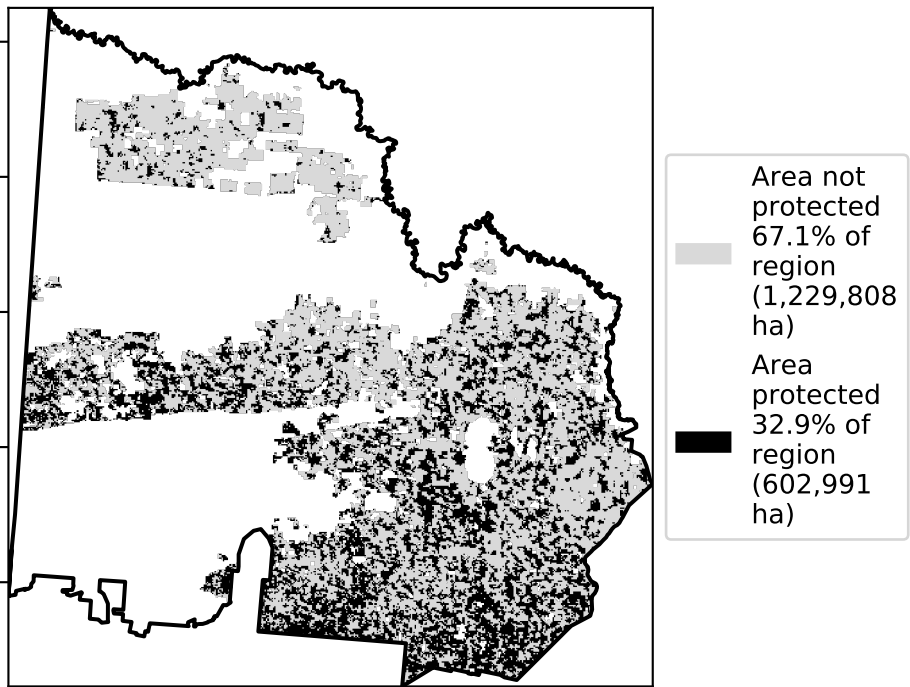 Area not
protected
67.1% of
region
(1,229,808
ha)
Area
protected
32.9% of
region
(602,991
ha)